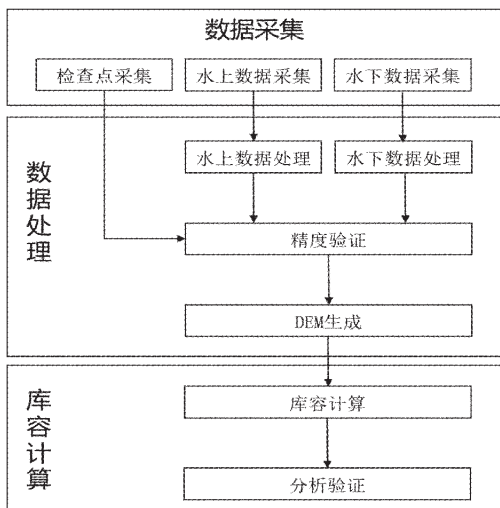 数据采集
检查点采集
水上数据采集
水下数据采集
数据处理
水上数据处理
水下数据处理
精度验证
DEM生成
库容计算
库容计算
分析验证